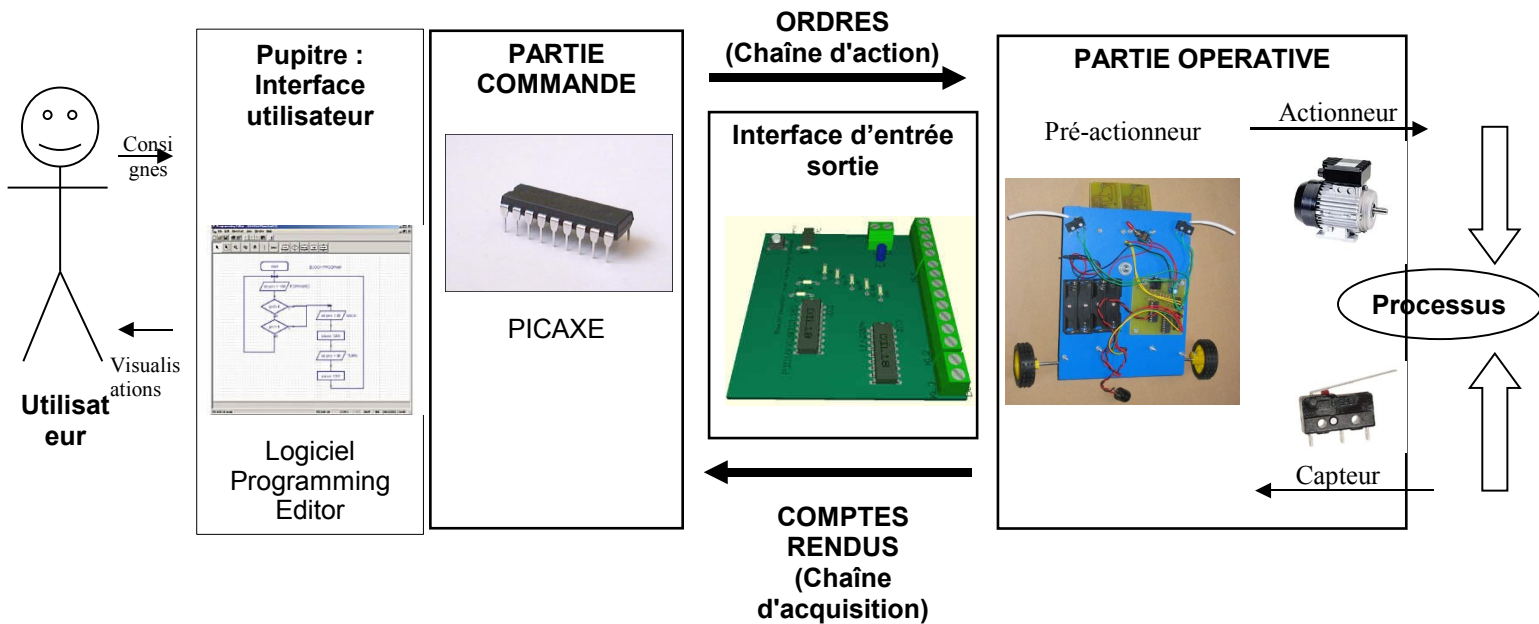 Utilisat
eur
Consi
gnes
Visualis
ations
Pupitre :
Interface
utilisateur
Logiciel
Programming
Editor
PARTIE
COMMANDE
PICAXE
ORDRES
(Chaîne d'action)
Interface d’entrée
sortie
COMPTES
RENDUS
(Chaîne
d'acquisition)
PARTIE OPERATIVE
Pré-actionneur
Actionneur
Capteur
Processus